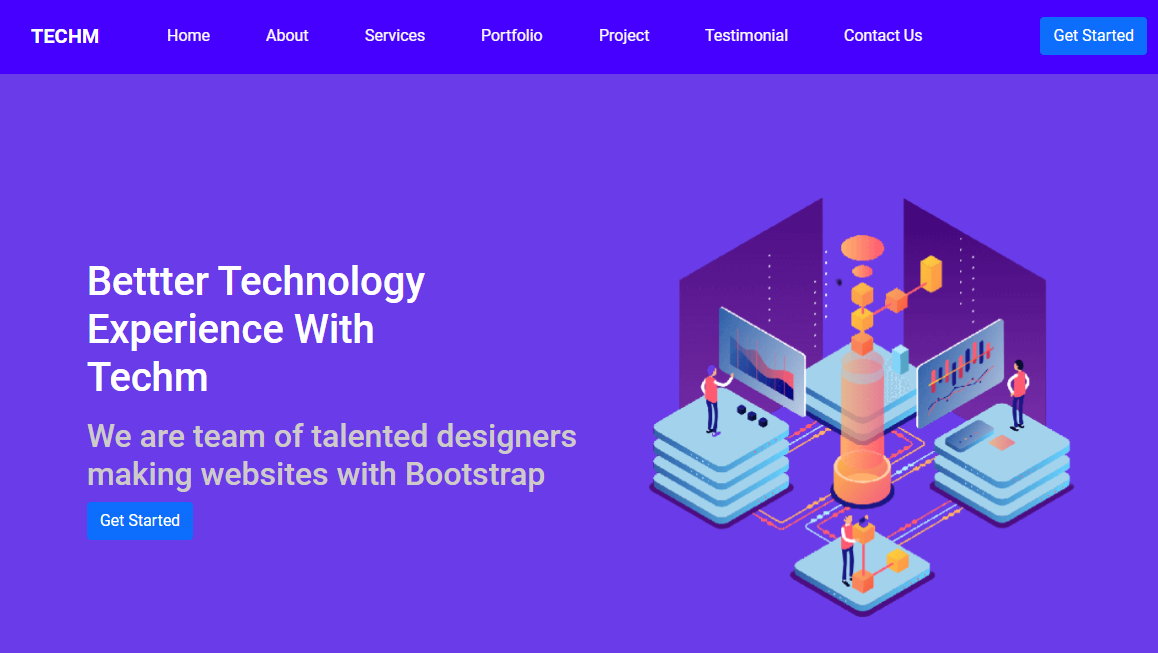 TECHM Home About Services Portfolio Project Testimonial Contact Us Get Started
Bettter Technology
Experience With
Techm
We are team of talented designers
making websites with Bootstrap
Get Started